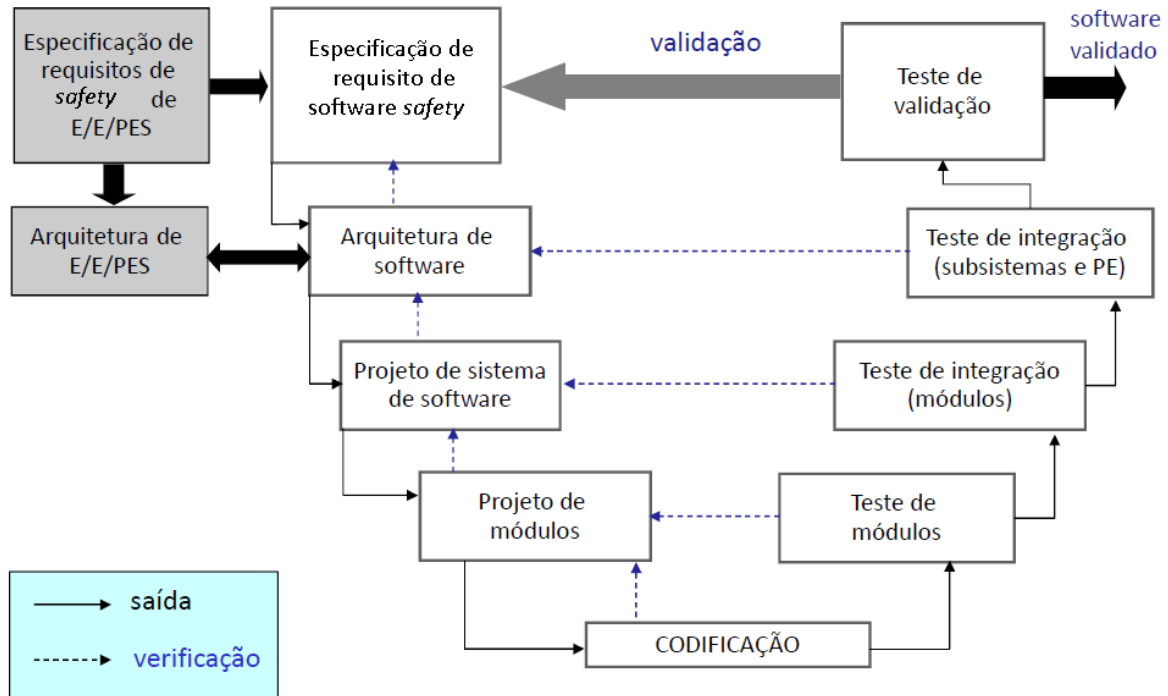 Especificação de
requisitos de
safety de
E/E/PES
Especificação de
requisito de
software safety
validação
Teste de
validação
software
validado
Arquitetura de
E/E/PES
Arquitetura de
software
Teste de integração
(subsistemas e PE)
Projeto de sistema
de software
Teste de integração
(módulos)
Projeto de
módulos
Teste de
módulos
saída
verificação
CODIFICAÇÃO